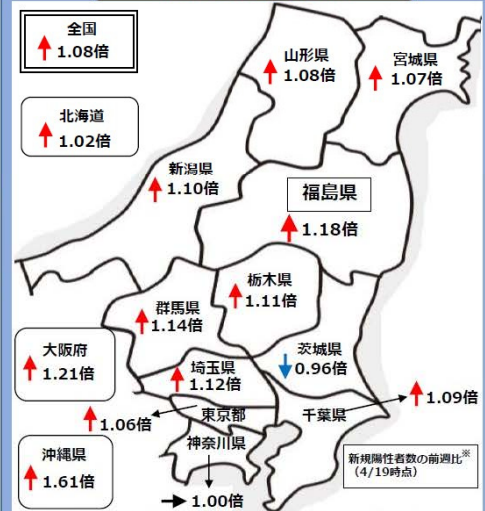 全国
1.08倍
山形県
1.08倍
宮城県
1.07倍
北海道
1.02倍
新潟県
1.10倍
福島県
1.18倍
栃木県
1.11倍
群馬県
1.14倍
大阪府
1.21倍
埼玉県
1.12倍
茨城県
0.96倍
1.09倍
1.06倍
東京都
千葉県
神奈川県
沖縄県
1.61倍
1.00倍
新規陽性者数の前週比※
（4/19時点）